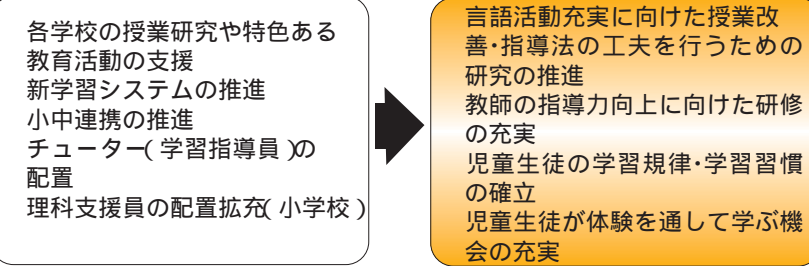 各学校の授業研究や特色ある
教育活動の支援
新学習システムの推進
小中連携の推進
チューター(学習指導員)の
配置
理科支援員の配置拡充(小学校)
言語活動充実に向けた授業改
善・指導法の工夫を行うための
研究の推進
教師の指導力向上に向けた研修
の充実
児童生徒の学習規律・学習習慣
の確立
児童生徒が体験を通して学ぶ機
会の充実